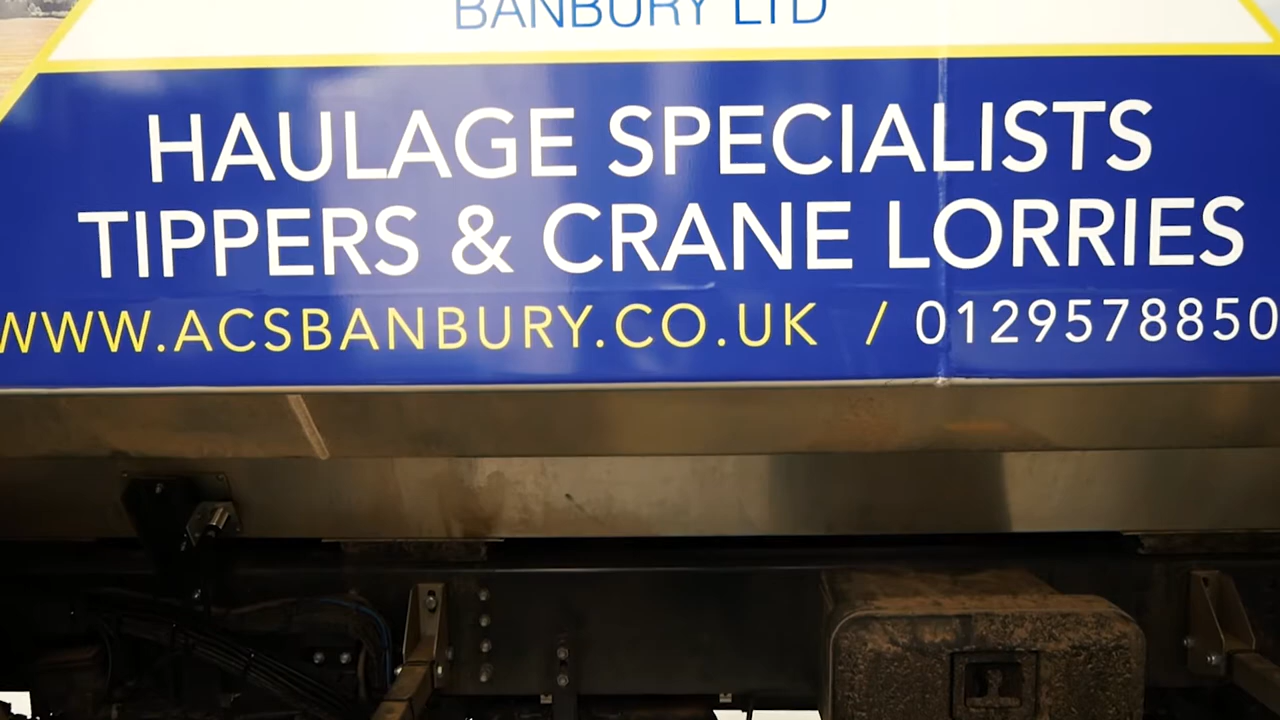 BANBURY LTD
HAULAGE SPECIALISTS
TIPPERS & CRANE LORRIES
WWW.ACSBANBURY.CO.UK / 0129578850